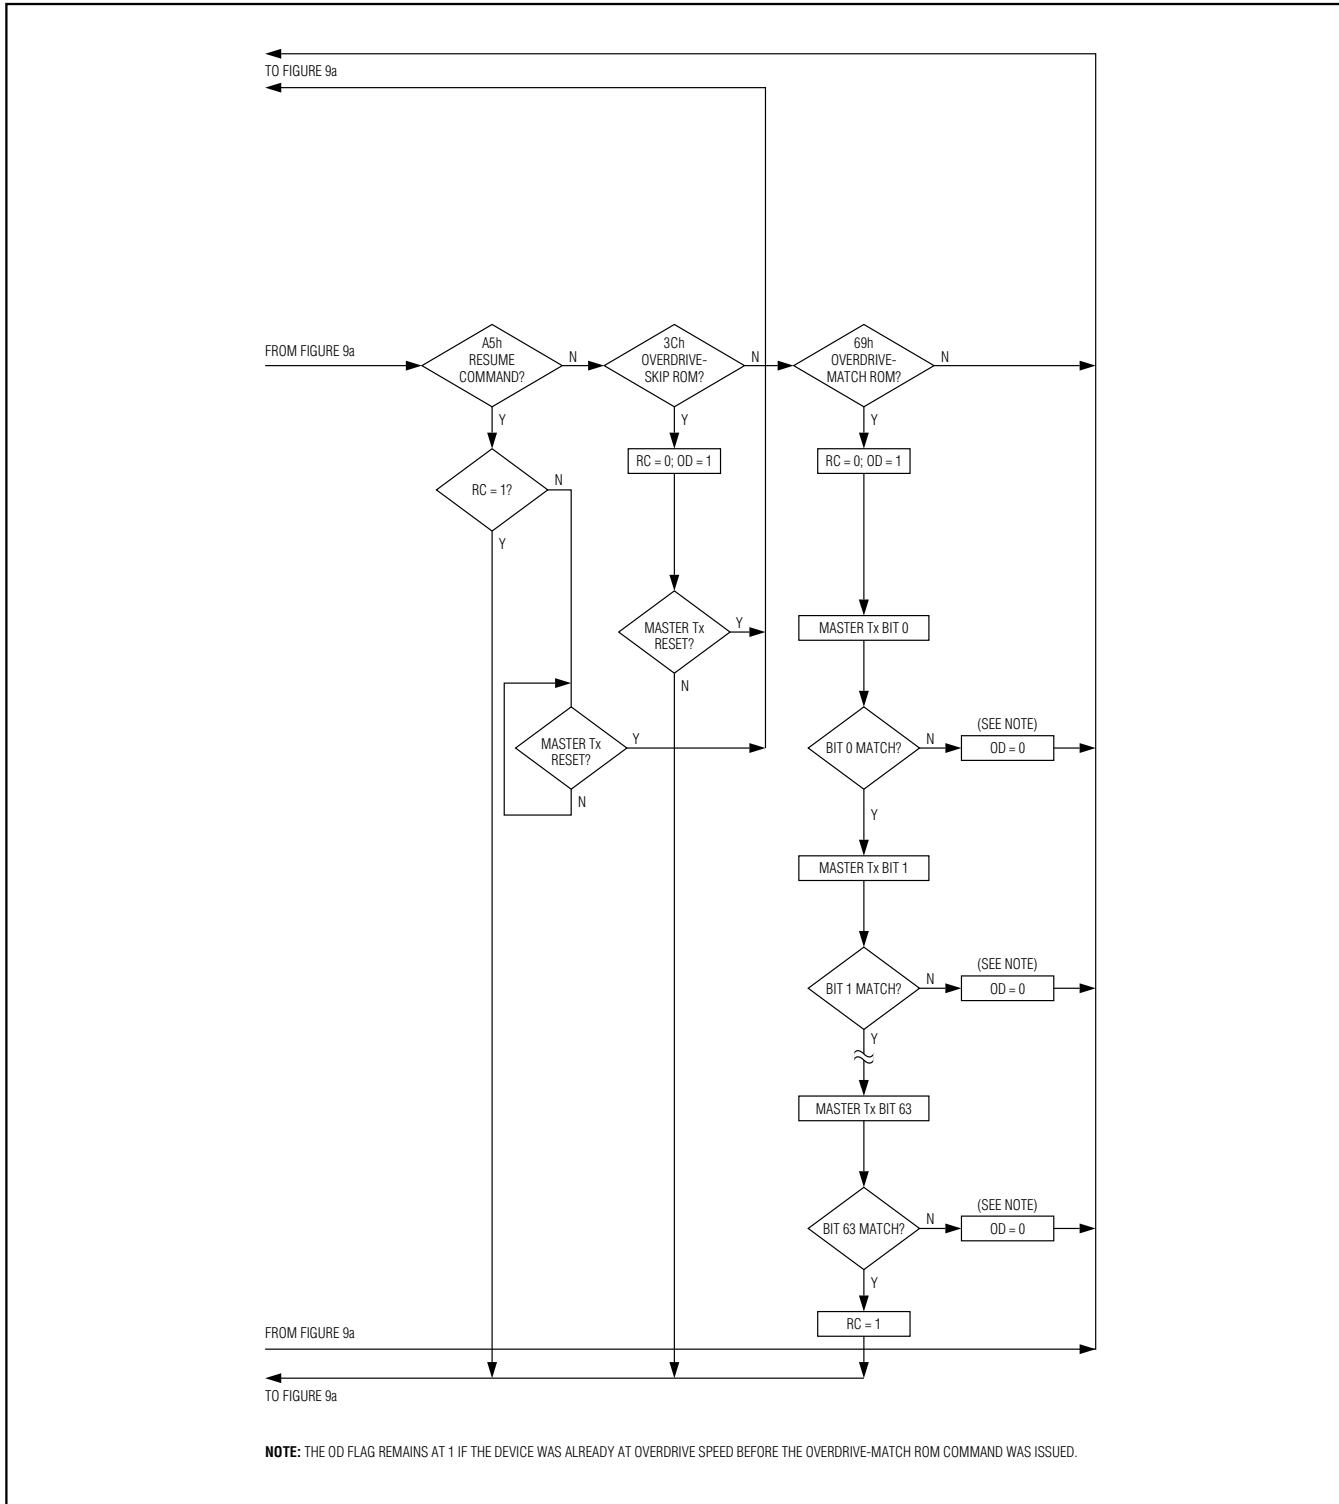 TO FIGURE 9a
FROM FIGURE 9a
A5h
RESUME
COMMAND?
N
Y
3Ch
OVERDRIVE-
SKIP ROM?
N
Y
69h
OVERDRIVE-
MATCH ROM?
N
Y
RC = 1?
N
Y
RC = 0; OD = 1
RC = 0; OD = 1
MASTER Tx
RESET?
Y
N
MASTER Tx BIT 0
MASTER Tx
RESET?
Y
N
BIT 0 MATCH?
N
Y
(SEE NOTE)
OD = 0
MASTER Tx BIT 1
BIT 1 MATCH?
N
Y
(SEE NOTE)
OD = 0
MASTER Tx BIT 63
BIT 63 MATCH?
N
Y
(SEE NOTE)
OD = 0
RC = 1
FROM FIGURE 9a
TO FIGURE 9a
NOTE: THE OD FLAG REMAINS AT 1 IF THE DEVICE WAS ALREADY AT OVERDRIVE SPEED BEFORE THE OVERDRIVE-MATCH ROM COMMAND WAS ISSUED.